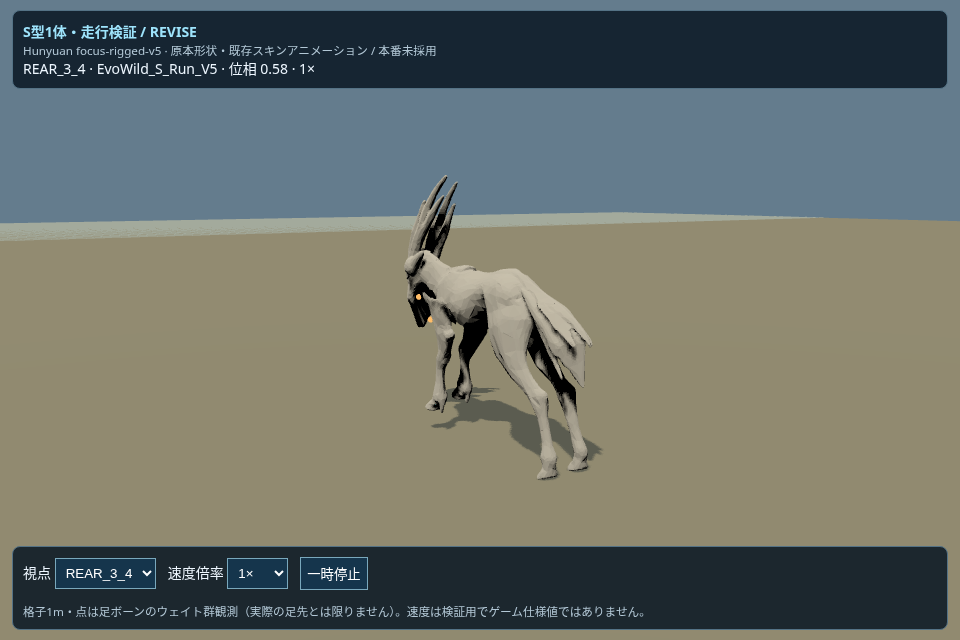 S型1体・走行検証 / REVISE
Hunyuan focus-rigged-v5 · 原本形状・既存スキンアニメーション / 本番未採用
REAR_3_4 · EvoWild_S_Run_V5 · 位相 0.58 · 1×
視点 REAR_3_4 速度倍率 1× 一時停止
格子1m・点は足ボーンのウェイト群観測（実際の足先とは限りません）。速度は検証用でゲーム仕様値ではありません。